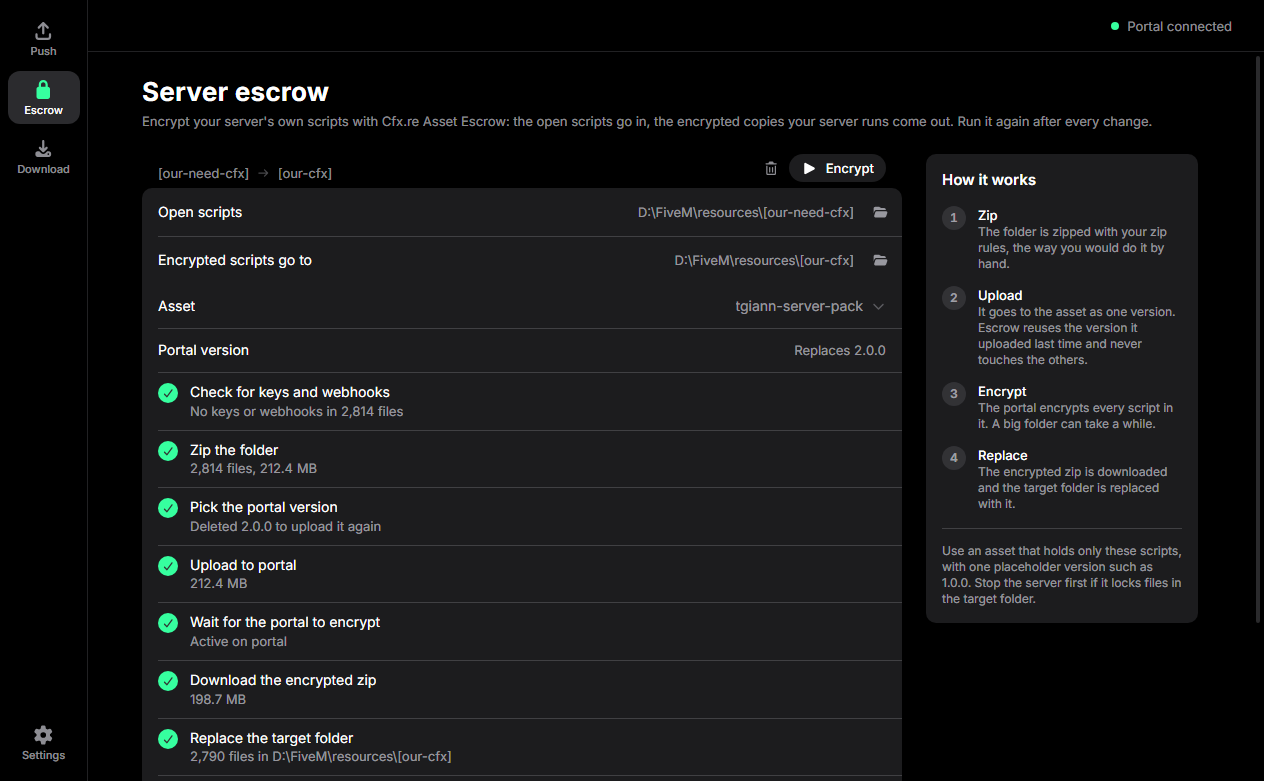 Push
Escrow
Download
Settings
Portal connected
Server escrow
Encrypt your server's own scripts with Cfx.re Asset Escrow: the open scripts go in, the encrypted copies your server runs come out. Run it again after every change.
[our-need-cfx] → [our-cfx]
Encrypt
Open scripts D:\FiveM\resources\[our-need-cfx]
Encrypted scripts go to D:\FiveM\resources\[our-cfx]
Asset tgiann-server-pack
Portal version Replaces 2.0.0
Check for keys and webhooks
No keys or webhooks in 2,814 files
Zip the folder
2,814 files, 212.4 MB
Pick the portal version
Deleted 2.0.0 to upload it again
Upload to portal
212.4 MB
Wait for the portal to encrypt
Active on portal
Download the encrypted zip
198.7 MB
Replace the target folder
2,790 files in D:\FiveM\resources\[our-cfx]
How it works
1 Zip
The folder is zipped with your zip
rules, the way you would do it by
hand.
2 Upload
It goes to the asset as one version.
Escrow reuses the version it
uploaded last time and never
touches the others.
3 Encrypt
The portal encrypts every script in
it. A big folder can take a while.
4 Replace
The encrypted zip is downloaded
and the target folder is replaced
with it.
Use an asset that holds only these scripts,
with one placeholder version such as
1.0.0. Stop the server first if it locks files in
the target folder.